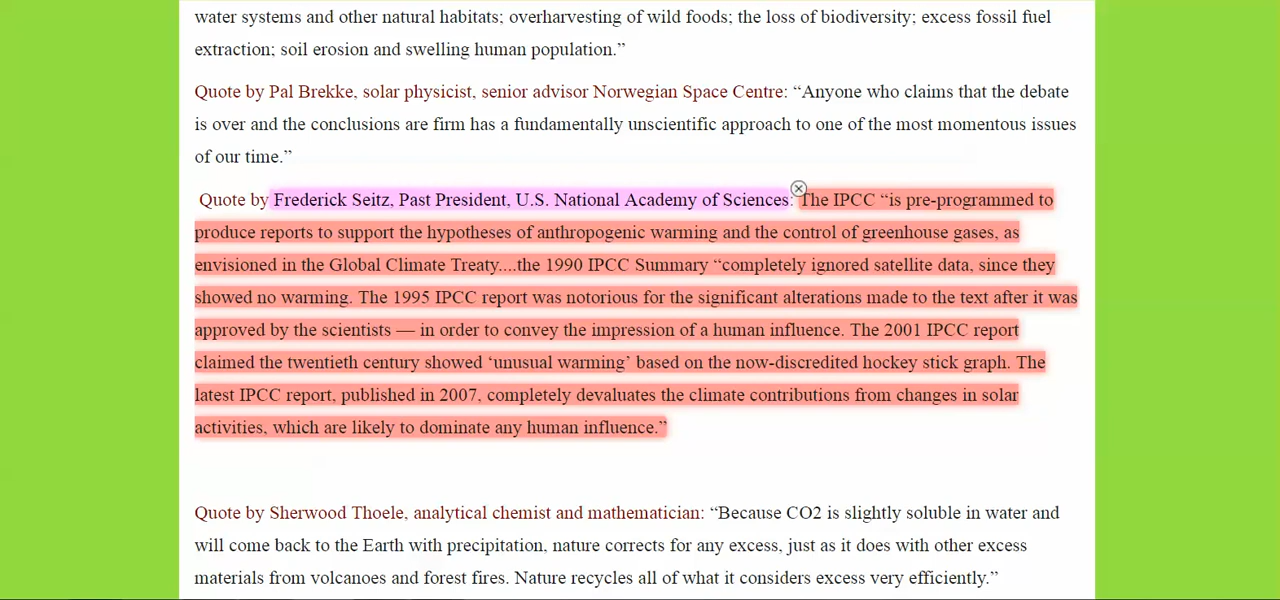 water systems and other natural habitats; overharvesting of wild foods; the loss of biodiversity; excess fossil fuel
extraction; soil erosion and swelling human population.”
Quote by Pal Brekke, solar physicist, senior advisor Norwegian Space Centre: “Anyone who claims that the debate
is over and the conclusions are firm has a fundamentally unscientific approach to one of the most momentous issues
of our time.”
Quote by Frederick Seitz, Past President, U.S. National Academy of Sciences: The IPCC “is pre-programmed to
produce reports to support the hypotheses of anthropogenic warming and the control of greenhouse gases, as
envisioned in the Global Climate Treaty....the 1990 IPCC Summary “completely ignored satellite data, since they
showed no warming. The 1995 IPCC report was notorious for the significant alterations made to the text after it was
approved by the scientists — in order to convey the impression of a human influence. The 2001 IPCC report
claimed the twentieth century showed ‘unusual warming’ based on the now-discredited hockey stick graph. The
latest IPCC report, published in 2007, completely devaluates the climate contributions from changes in solar
activities, which are likely to dominate any human influence.”
Quote by Sherwood Thoele, analytical chemist and mathematician: “Because CO2 is slightly soluble in water and
will come back to the Earth with precipitation, nature corrects for any excess, just as it does with other excess
materials from volcanoes and forest fires. Nature recycles all of what it considers excess very efficiently.”